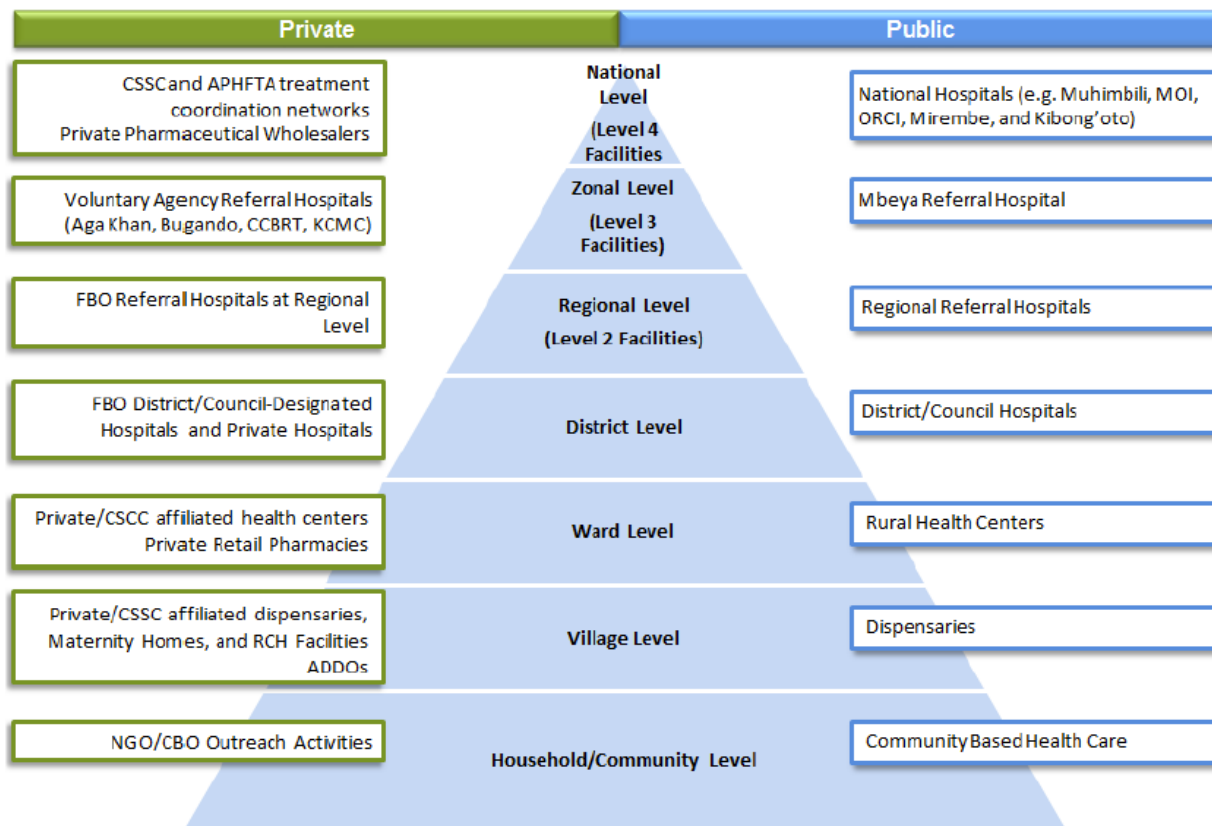 Private
Public
CSSC and APHFTA treatment
coordination networks
Private Pharmaceutical Wholesalers
National
Level
(Level 4
Facilities
National Hospitals (e.g. Muhimbili, MOI,
ORCI, Mirembe, and Kibong'oto)
Voluntary Agency Referral Hospitals
(Aga Khan, Bugando, CCBRT, KCMC)
Zonal Level
(Level 3
Facilities)
Mbeya Referral Hospital
FBO Referral Hospitals at Regional
Level
Regional Level
(Level 2 Facilities)
Regional Referral Hospitals
FBO District/Council-Designated
Hospitals and Private Hospitals
District Level
District/Council Hospitals
Private/CSCC affiliated health centers
Private Retail Pharmacies
Ward Level
Rural Health Centers
Private/CSSC affiliated dispensaries,
Maternity Homes, and RCH Facilities
ADDOs
Village Level
Dispensaries
NGO/CBO Outreach Activities
Household/Community Level
Community Based Health Care